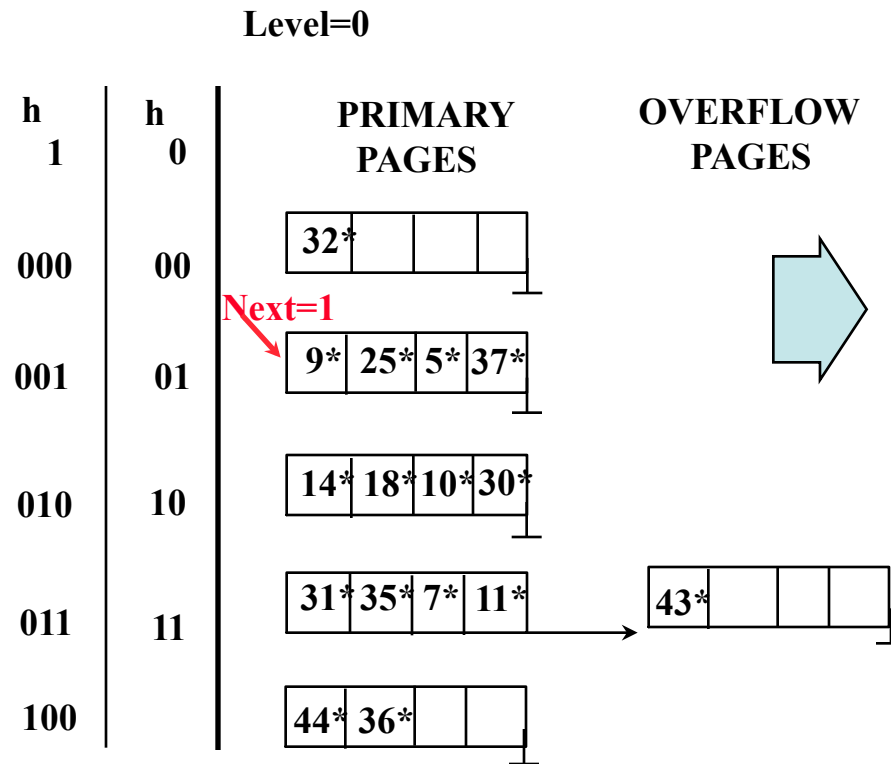 Level=0
h 1
h 0
PRIMARY PAGES
OVERFLOW PAGES
000 00 32*
Next=1
001 01 9* 25* 5* 37*
010 10 14* 18* 10* 30*
011 11 31* 35* 7* 11* 43*
100 44* 36*